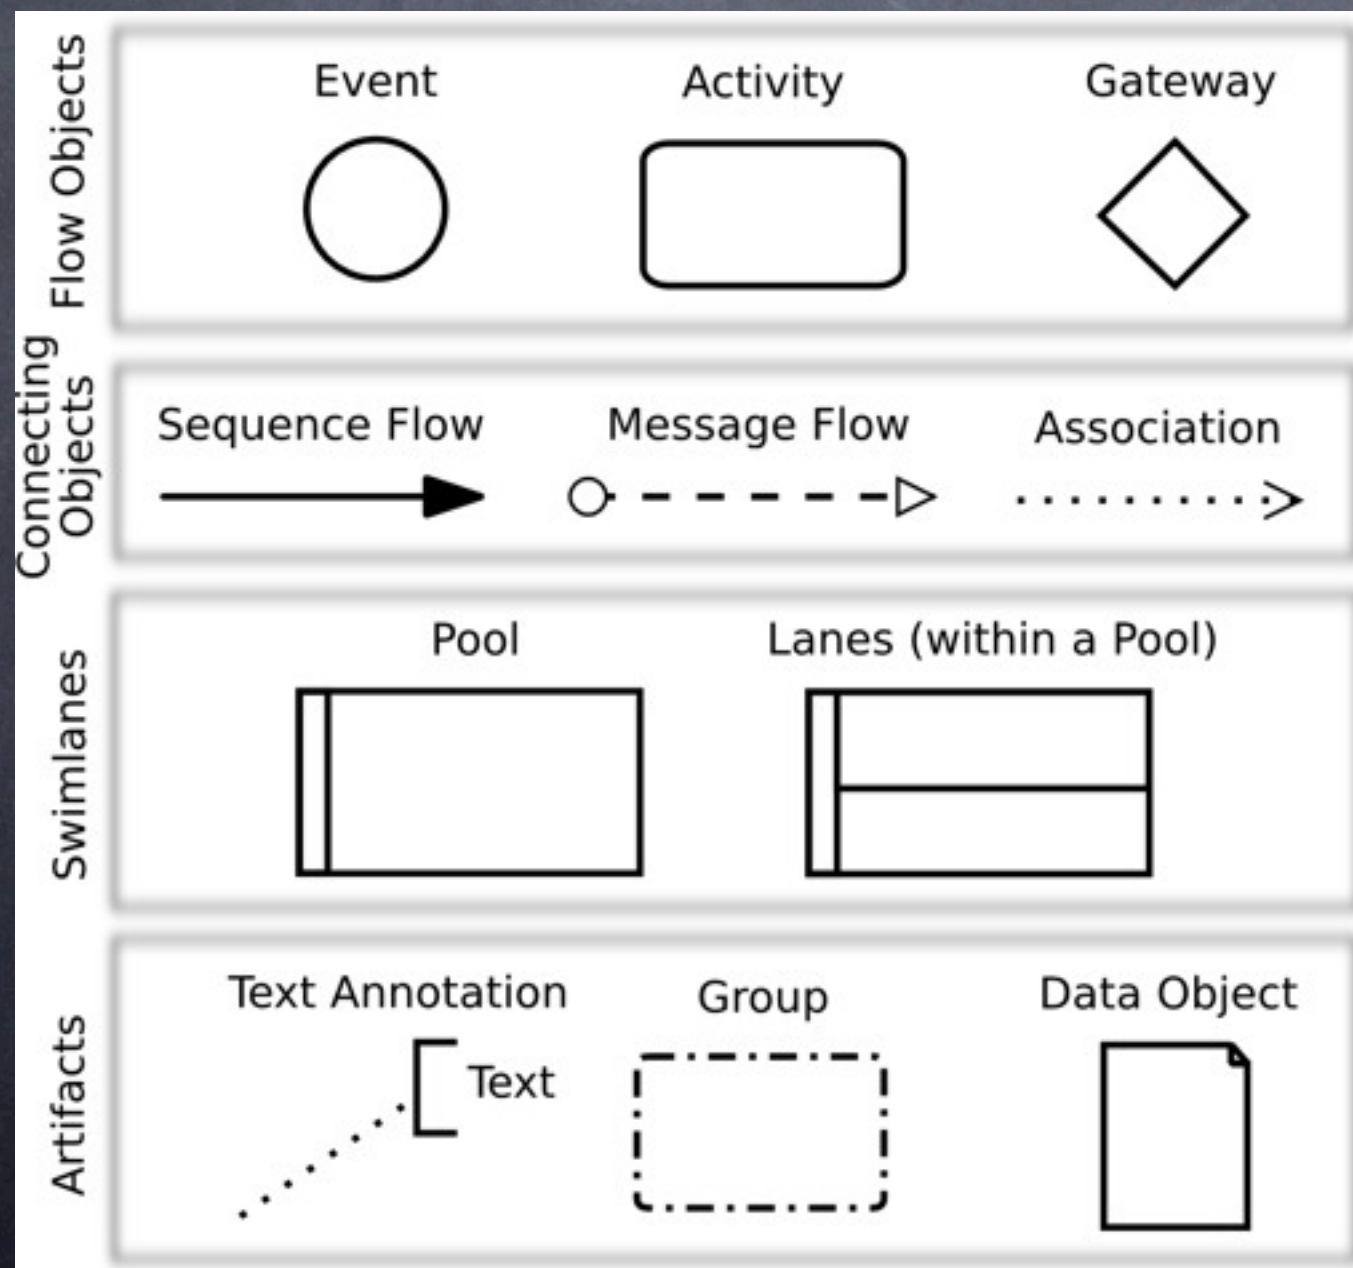 Flow Objects
Event
Activity
Gateway
Connecting
Objects
Sequence Flow
Message Flow
Association
Swimlanes
Pool
Lanes (within a Pool)
Artifacts
Text Annotation
Text
Group
Data Object